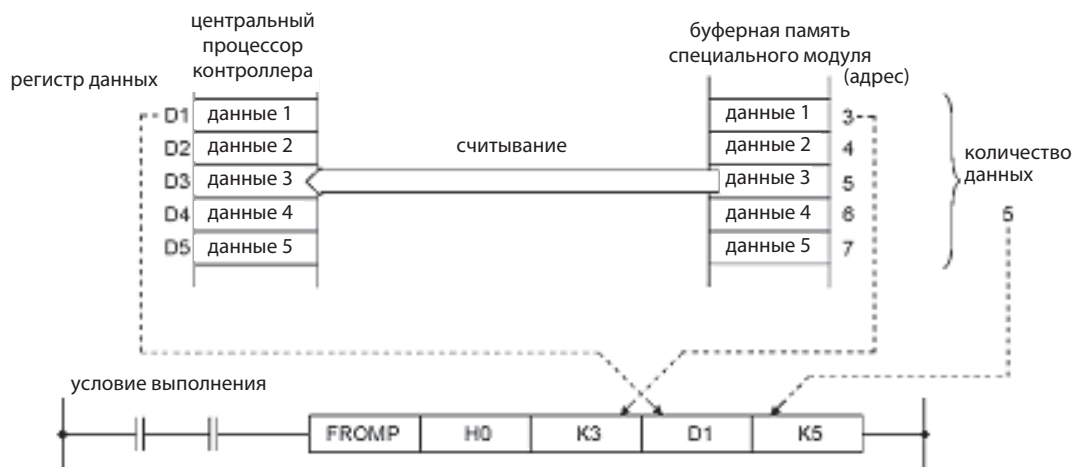 центральный
процессор
контроллера
буферная память
специального модуля
(адрес)
регистр данных
D1 данные 1
D2 данные 2
D3 данные 3
D4 данные 4
D5 данные 5
считывание
данные 1 3
данные 2 4
данные 3 5
данные 4 6
данные 5 7
количество
данных
5
условие выполнения
FROMP H0 K3 D1 K5